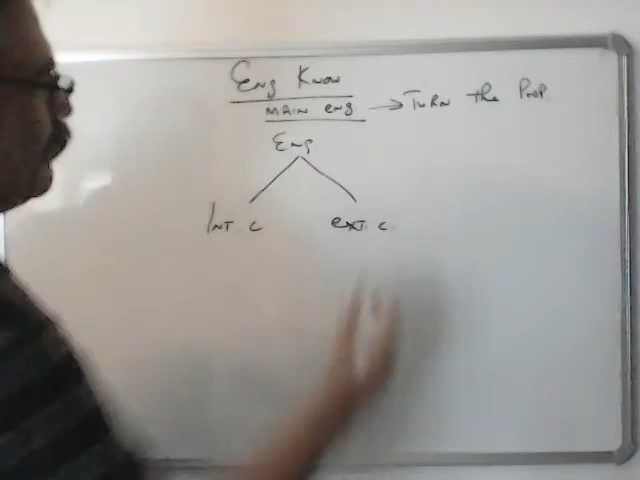 Eng Know
MAIN eng → TURN the PROP
Eng
INT. C
EXT. C.